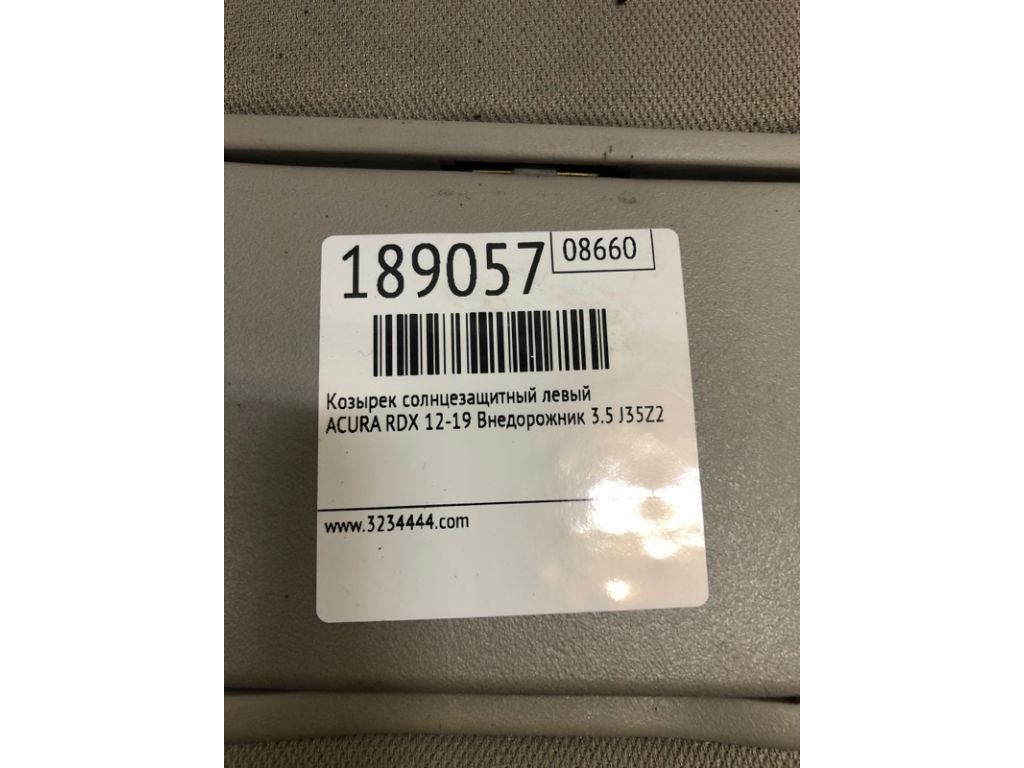 189057
08660
Козырек солнцезащитный левый
ACURA RDX 12-19 Внедорожник 3.5 J35Z2
www.3234444.com